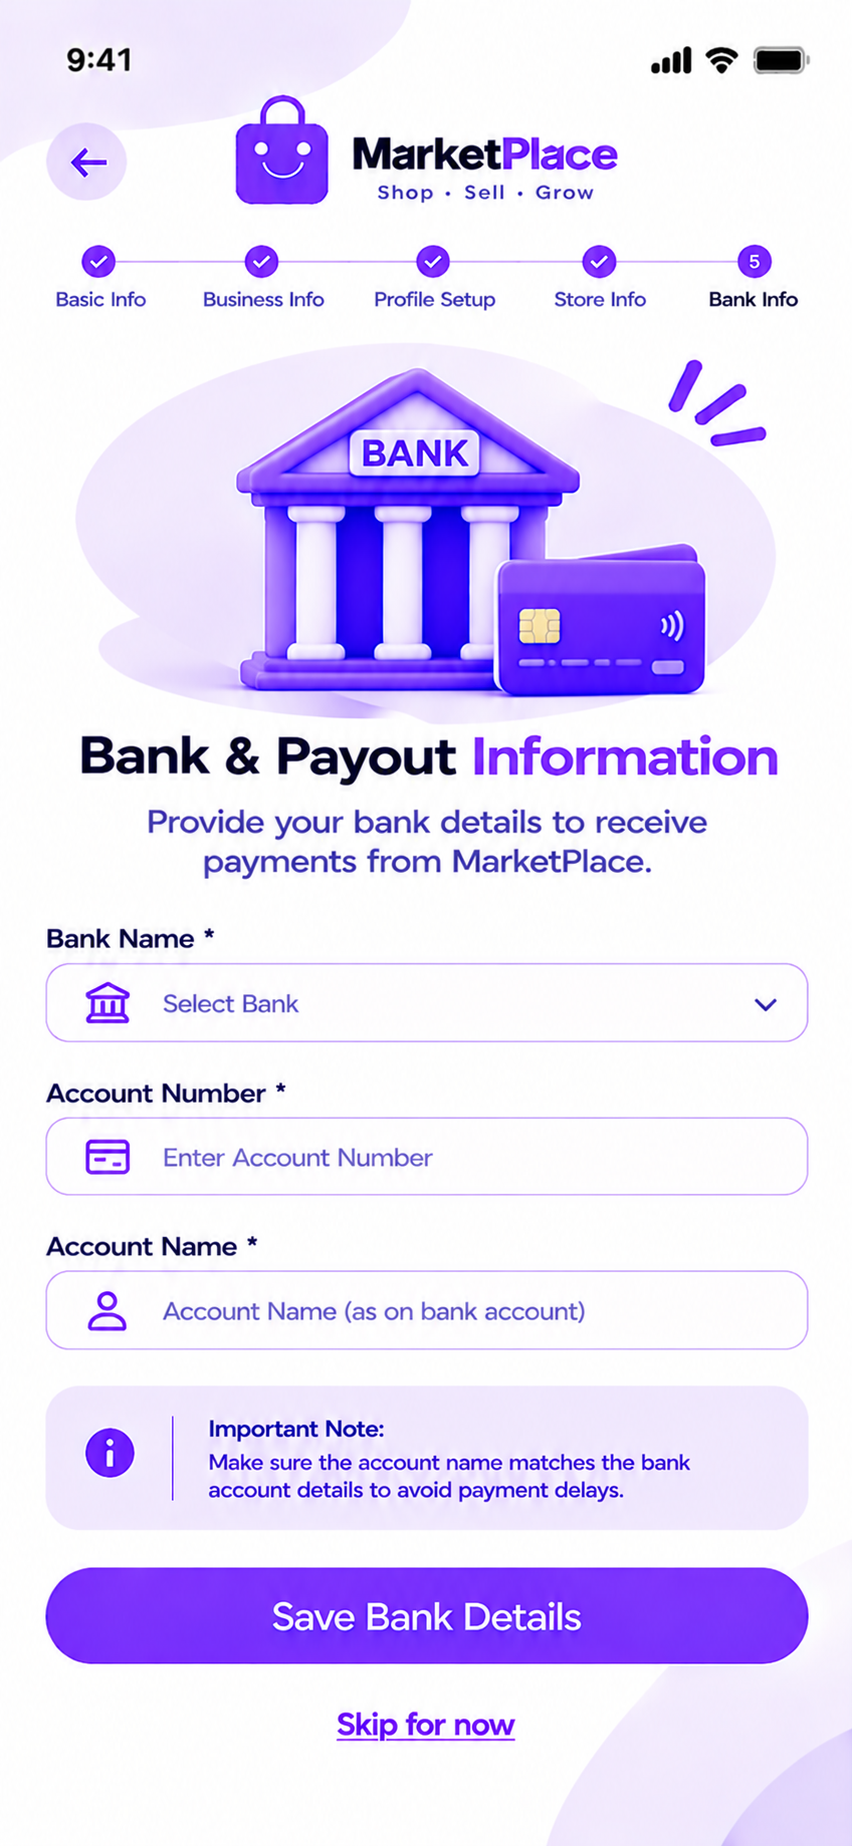 9:41
MarketPlace
Shop • Sell • Grow
5
Basic Info Business Info Profile Setup Store Info Bank Info
BANK
Bank & Payout Information
Provide your bank details to receive
payments from MarketPlace.
Bank Name *
Select Bank
Account Number *
Enter Account Number
Account Name *
Account Name (as on bank account)
Important Note:
Make sure the account name matches the bank
account details to avoid payment delays.
Save Bank Details
Skip for now